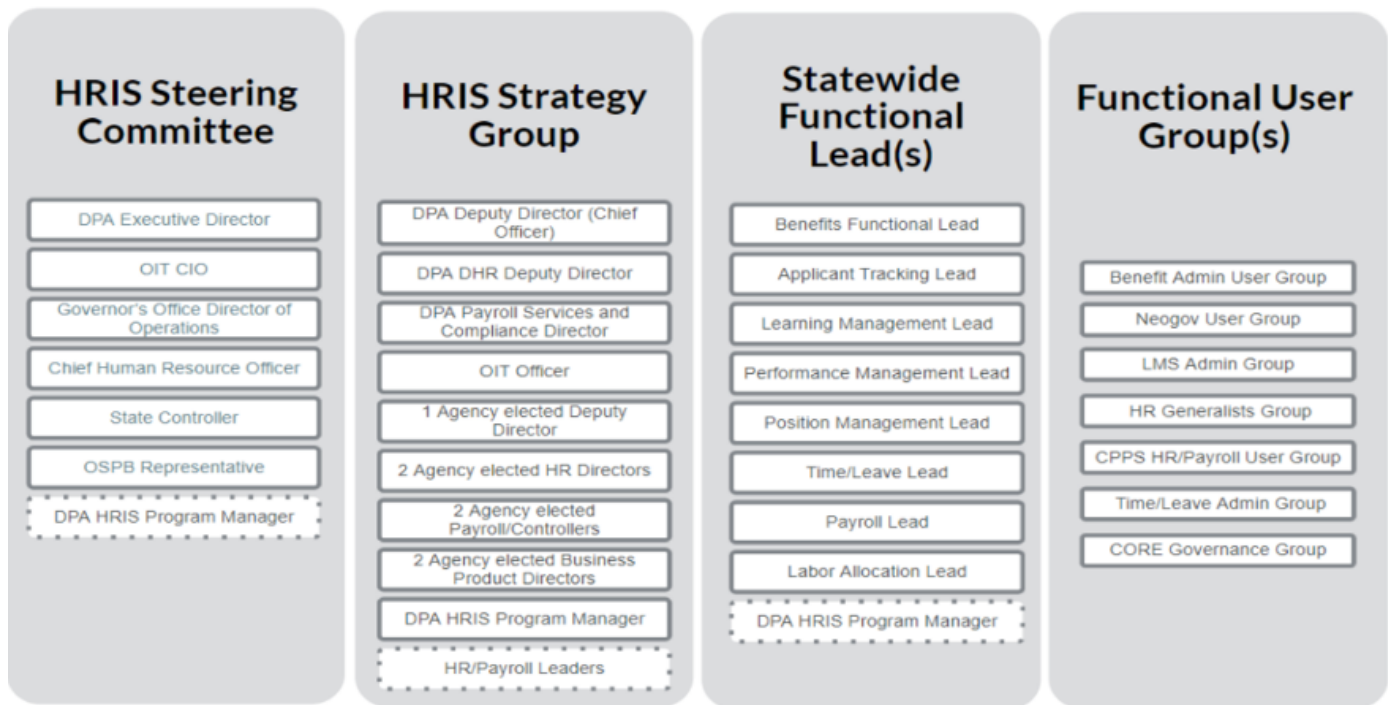 HRIS Steering
Committee
DPA Executive Director
OIT CIO
Governor's Office Director of
Operations
Chief Human Resource Officer
State Controller
OSPB Representative
DPA HRIS Program Manager
HRIS Strategy
Group
DPA Deputy Director (Chief
Officer)
DPA DHR Deputy Director
DPA Payroll Services and
Compliance Director
OIT Officer
1 Agency elected Deputy
Director
2 Agency elected HR Directors
2 Agency elected
Payroll/Controllers
2 Agency elected Business
Product Directors
DPA HRIS Program Manager
HR/Payroll Leaders
Statewide
Functional
Lead(s)
Benefits Functional Lead
Applicant Tracking Lead
Learning Management Lead
Performance Management Lead
Position Management Lead
Time/Leave Lead
Payroll Lead
Labor Allocation Lead
DPA HRIS Program Manager
Functional User
Group(s)
Benefit Admin User Group
Neogov User Group
LMS Admin Group
HR Generalists Group
CPPS HR/Payroll User Group
Time/Leave Admin Group
CORE Governance Group